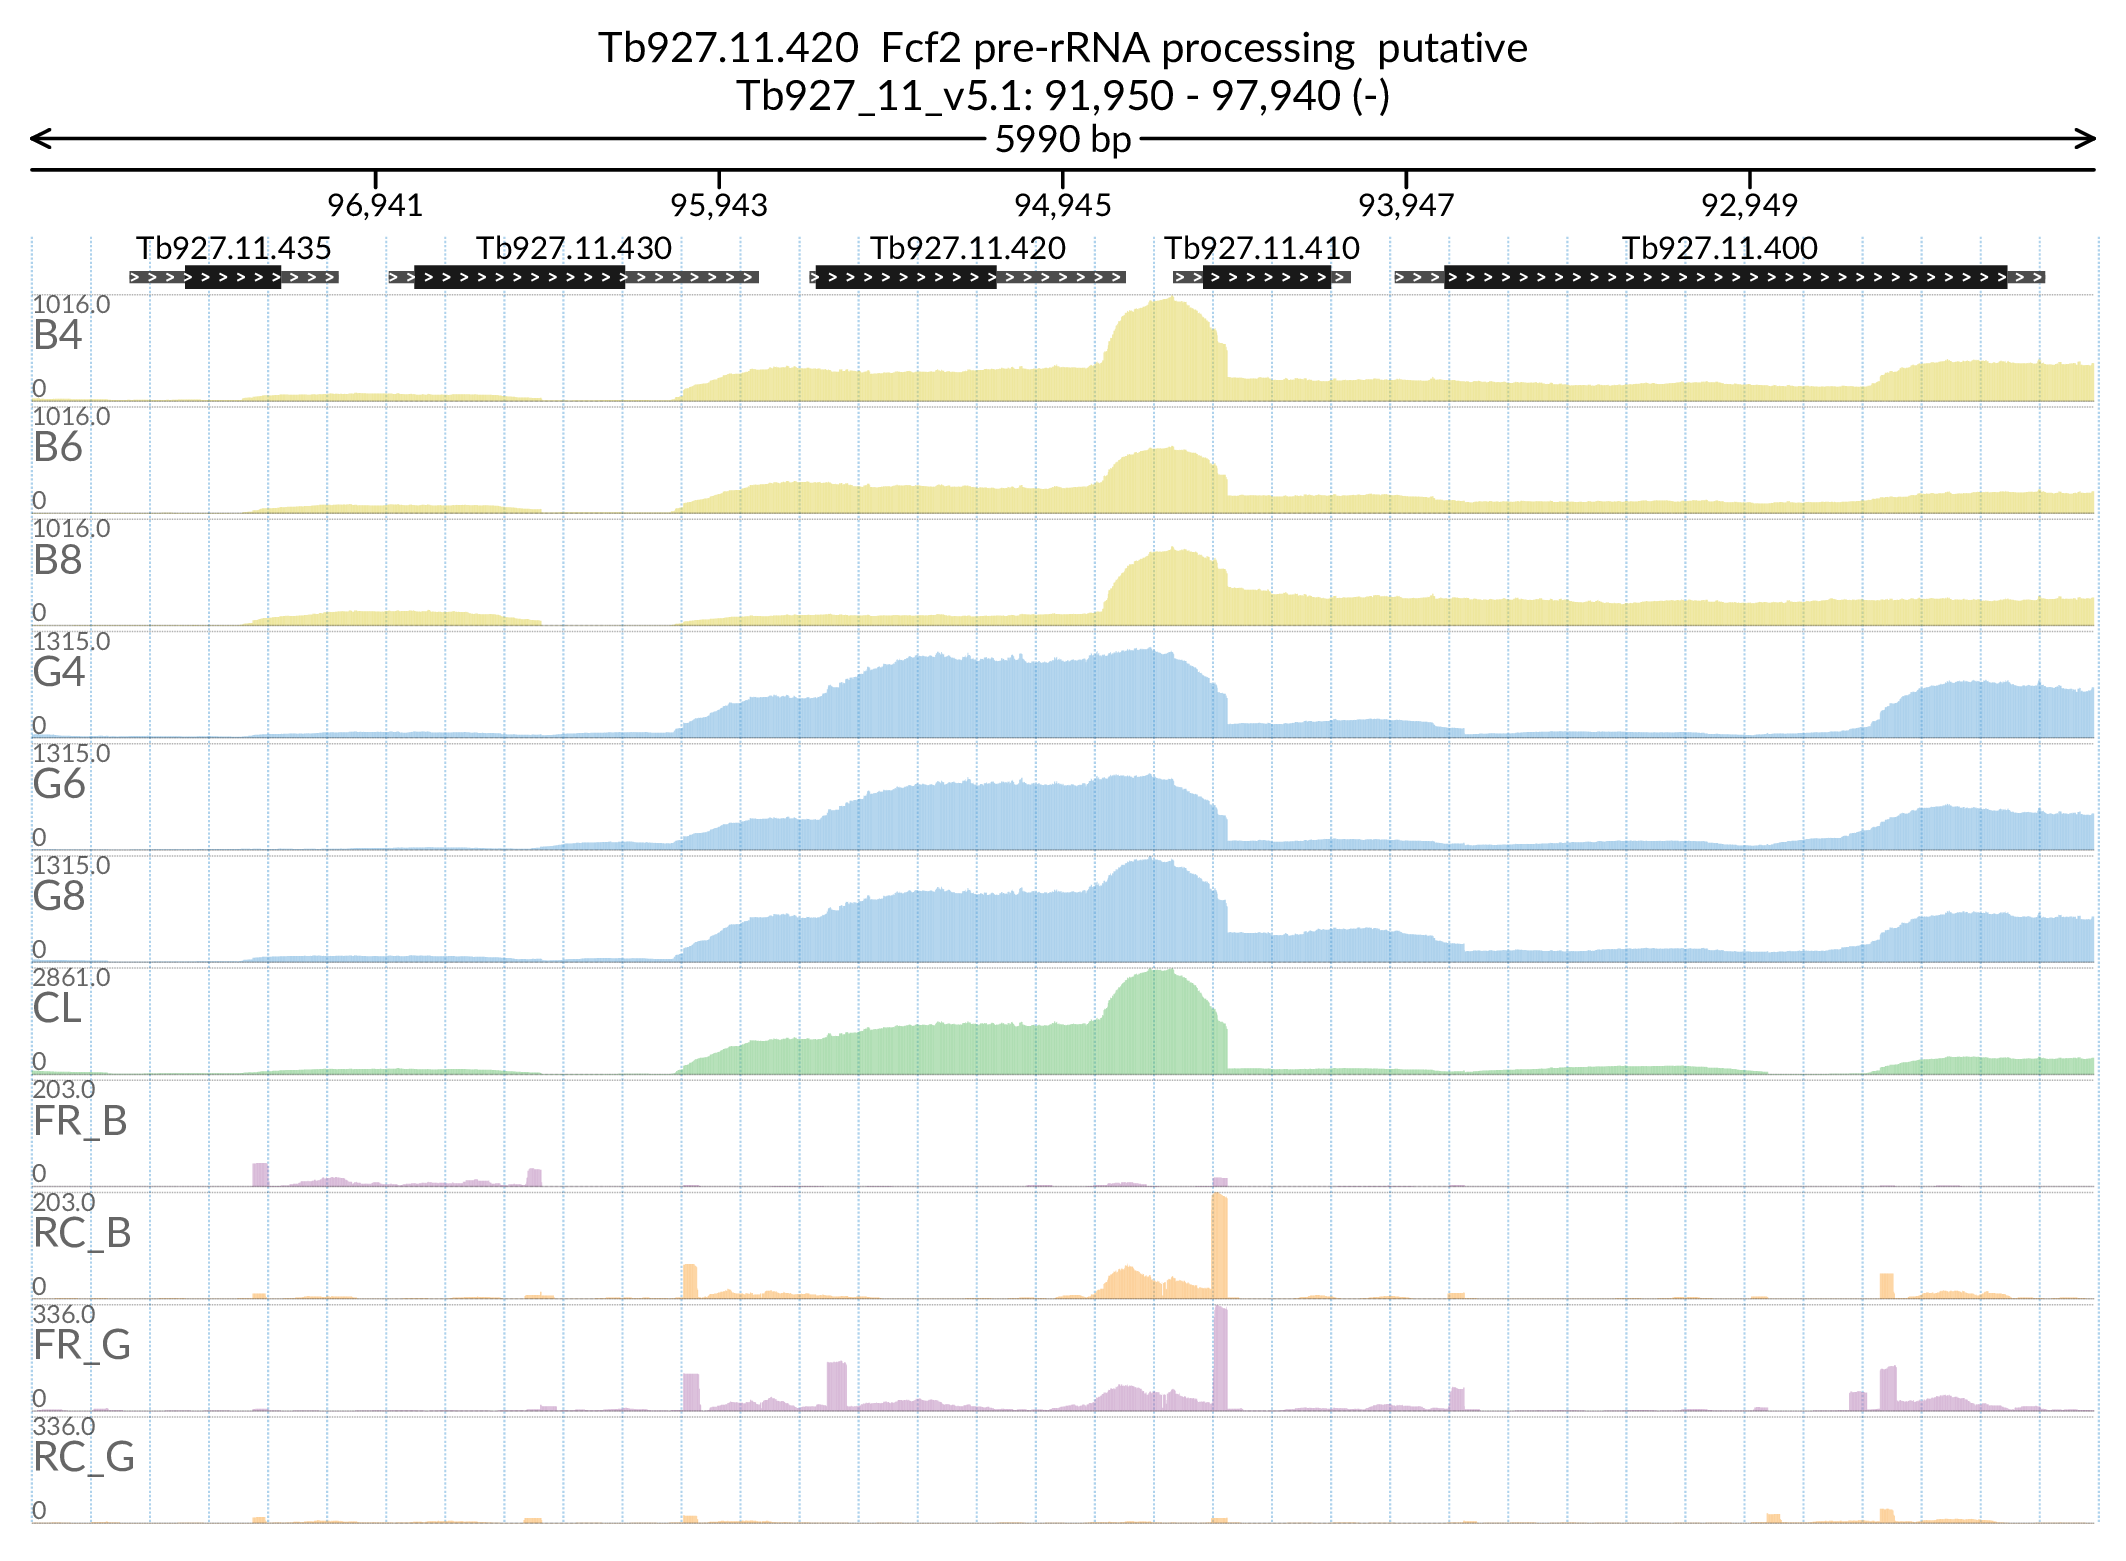 Tb927.11.420 Fcf2 pre-rRNA processing putative
Tb927_11_v5.1: 91,950 - 97,940 (-)
5990 bp
96,941 95,943 94,945 93,947 92,949
Tb927.11.435 Tb927.11.430 Tb927.11.420 Tb927.11.410 Tb927.11.400
1016.0
B4
0
1016.0
B6
0
1016.0
B8
0
1315.0
G4
0
1315.0
G6
0
1315.0
G8
0
2861.0
CL
0
203.0
FR_B
0
203.0
RC_B
0
336.0
FR_G
0
336.0
RC_G
0